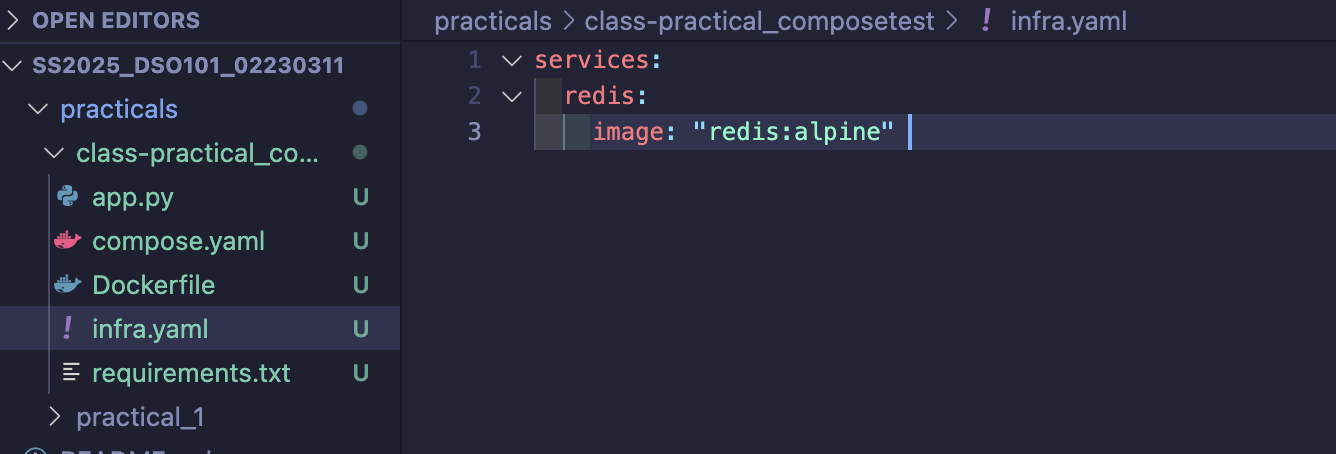 OPEN EDITORS
SS2025_DSO101_02230311
practicals
class-practical_co...
app.py U
compose.yaml U
Dockerfile U
! infra.yaml U
requirements.txt U
practical_1
practicals > class-practical_composetest > ! infra.yaml
1 services:
2 redis:
3 image: "redis:alpine"